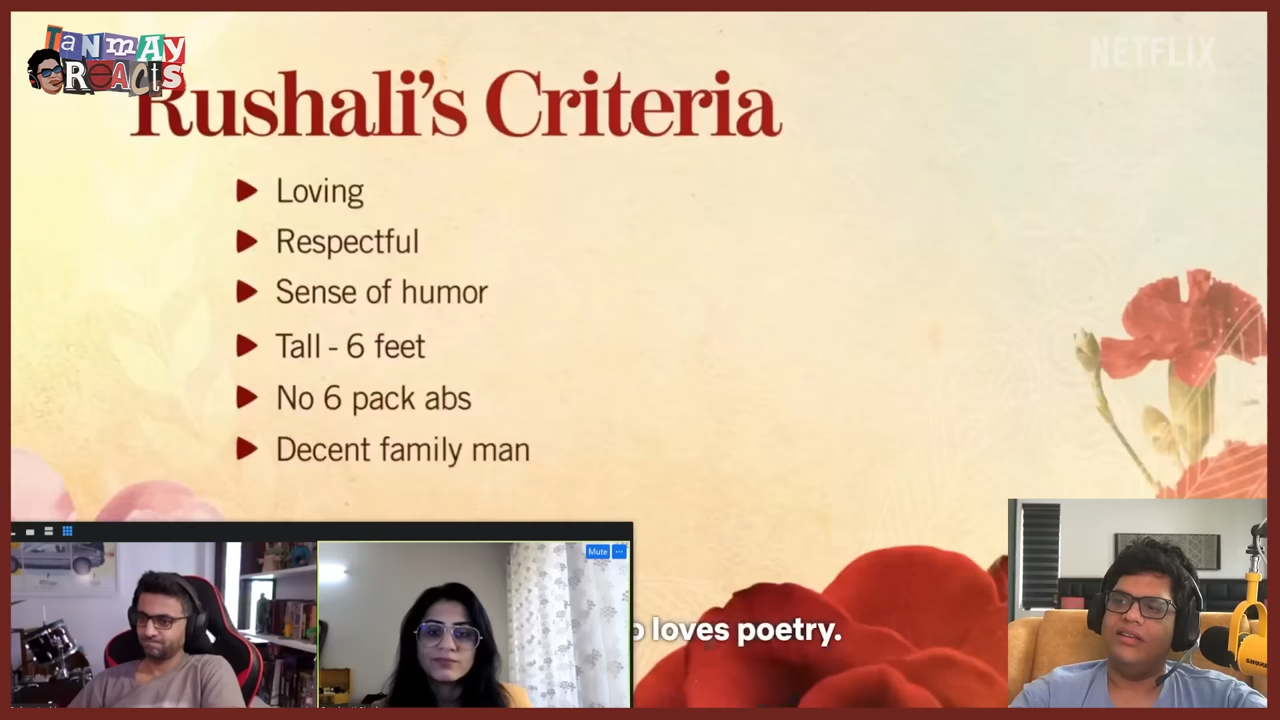 TANMAY
REACTS
NETFLIX
Rushali's Criteria
Loving
Respectful
Sense of humor
Tall - 6 feet
No 6 pack abs
Decent family man
Mute
loves poetry.
SHURE